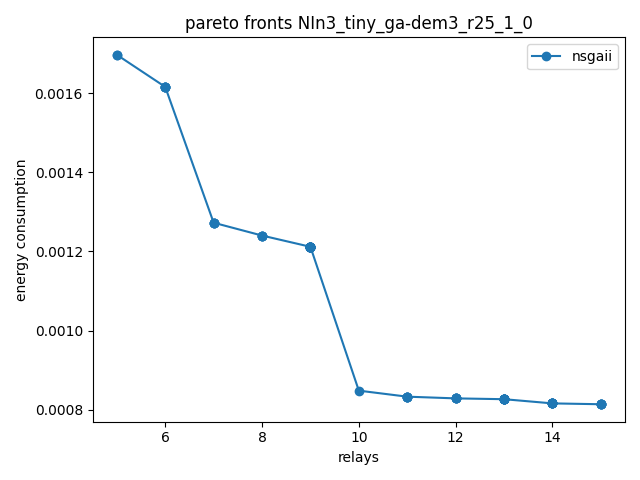 pareto fronts NIn3_tiny_ga-dem3_r25_1_0
nsgaii
0.0016
0.0014
0.0012
0.0010
0.0008
energy consumption
6 8 10 12 14
relays